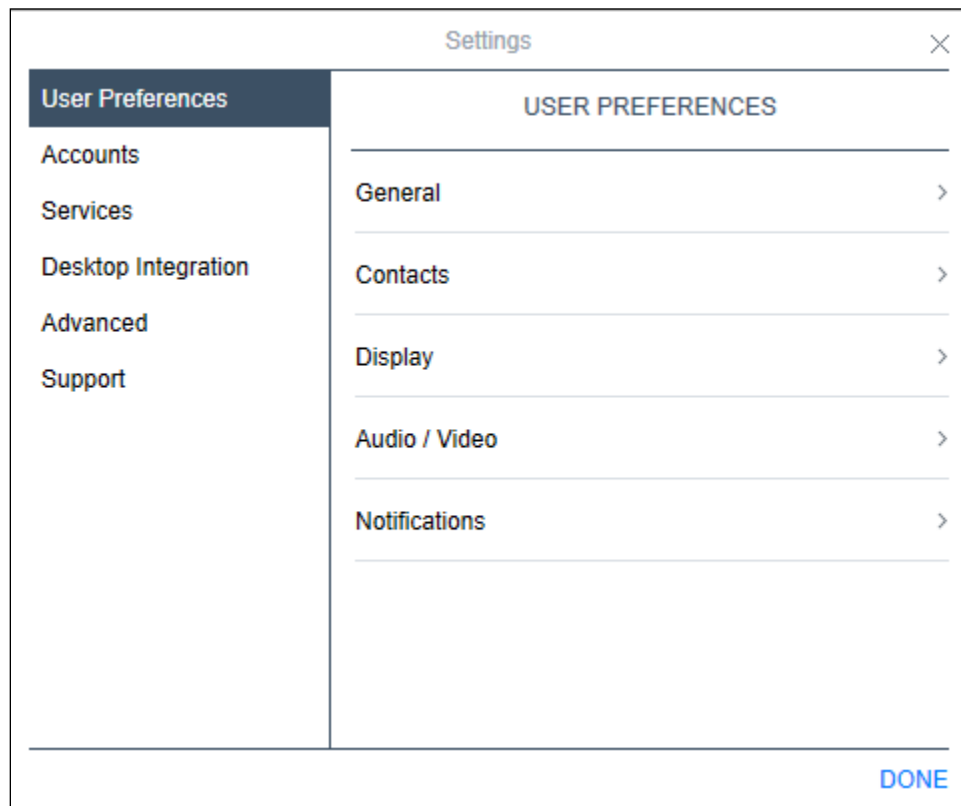 Settings
User Preferences
Accounts
Services
Desktop Integration
Advanced
Support
USER PREFERENCES
General
Contacts
Display
Audio / Video
Notifications
DONE